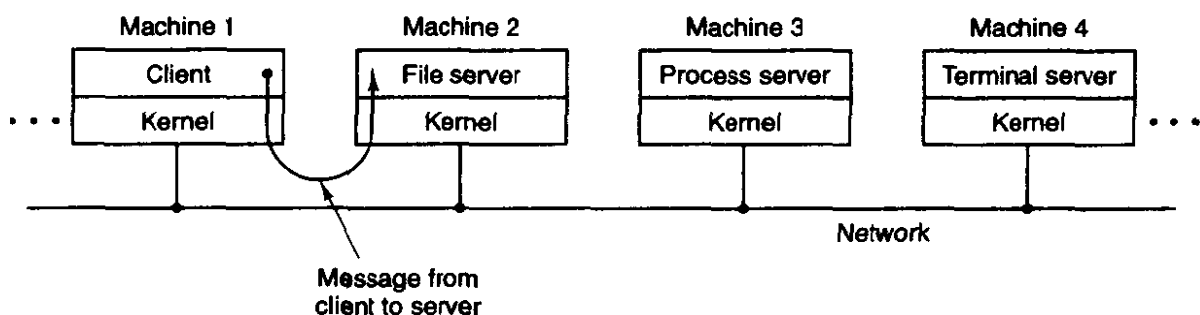 Machine 1
Machine 2
Machine 3
Machine 4
Client
File server
Process server
Terminal server
Kernel
Kernel
Kernel
Kernel
Network
Message from
client to server